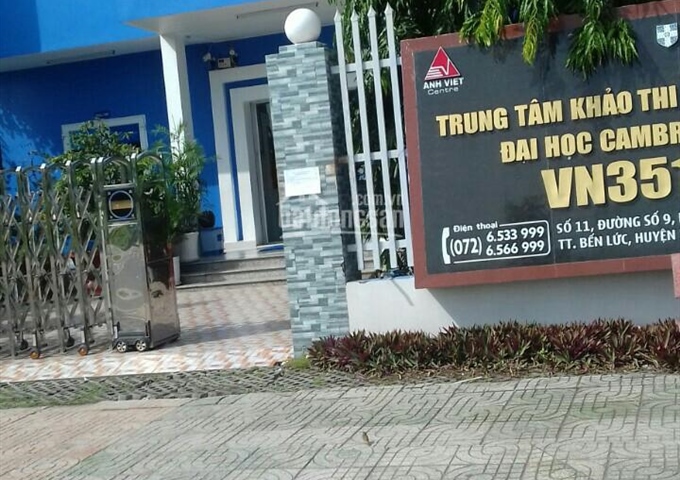 ANH VIET
Centre
TRUNG TÂM KHẢO THI
ĐẠI HỌC
VN351
Điện thoại
(072) 6.533 999
6.566 999
SỐ 11, ĐƯỜNG SỐ 9,
TT. BẾN LỨC, HUYỆN